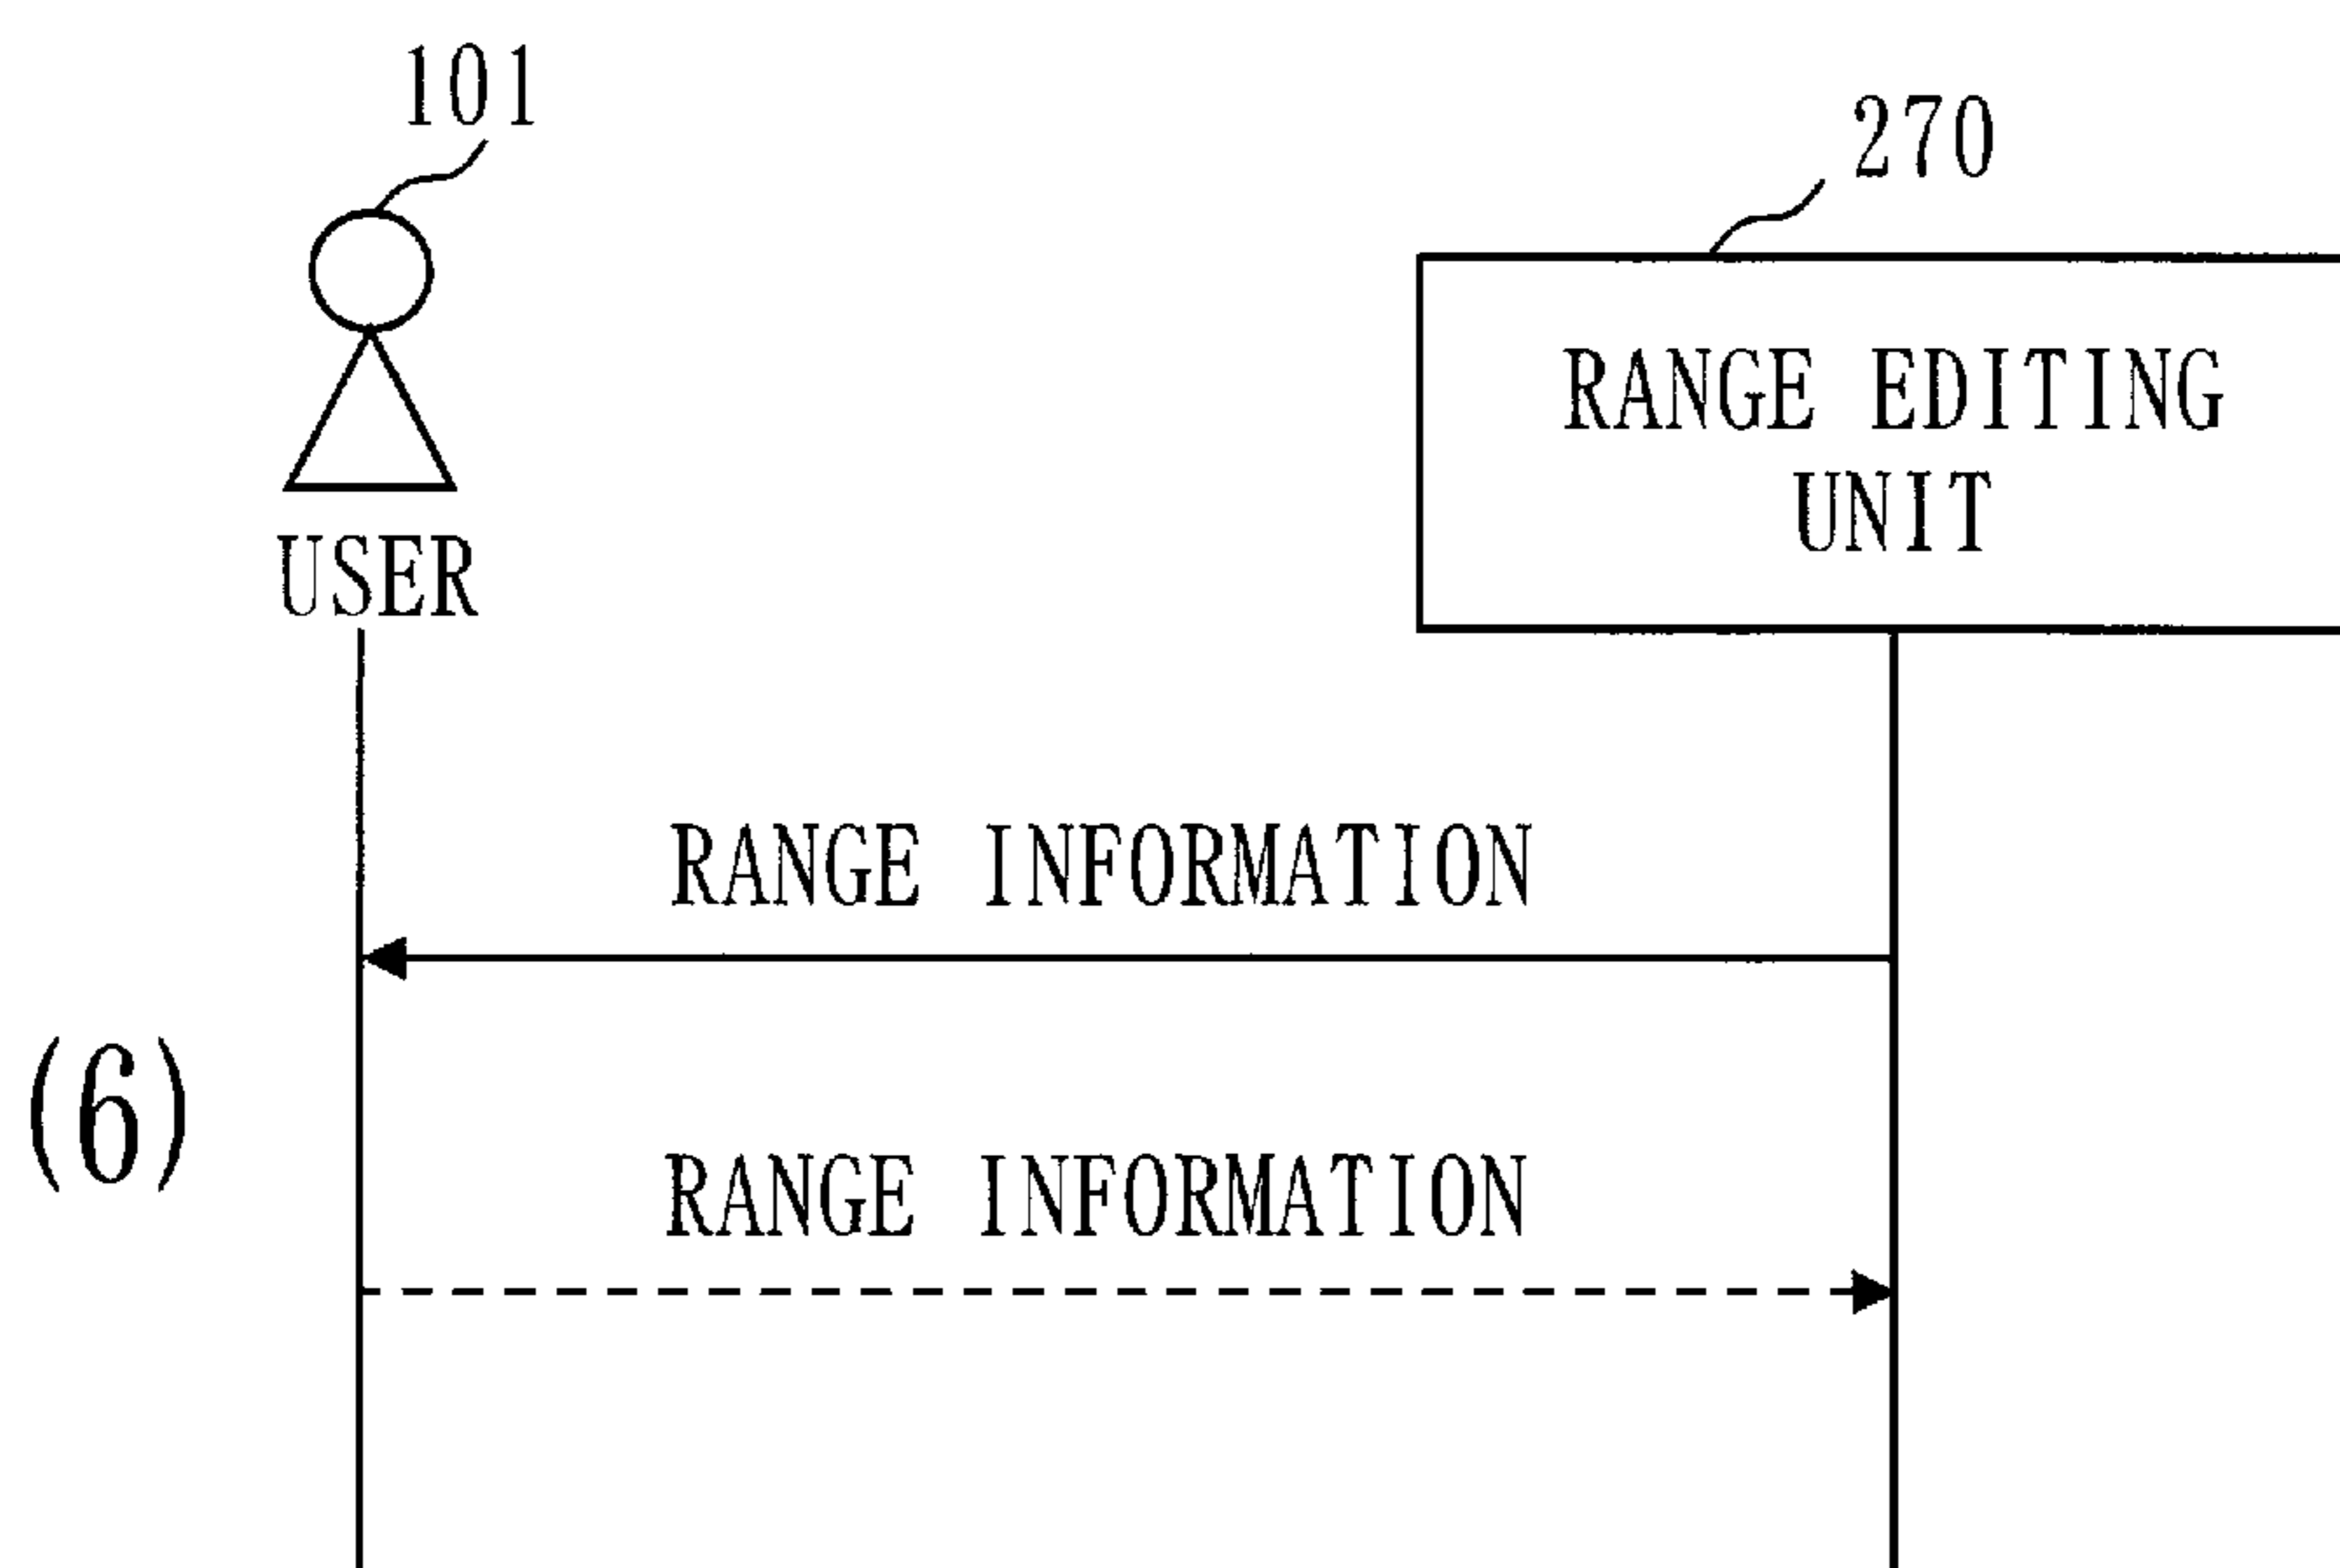 101
270
RANGE EDITING
UNIT
USER
RANGE INFORMATION
(6)
RANGE INFORMATION